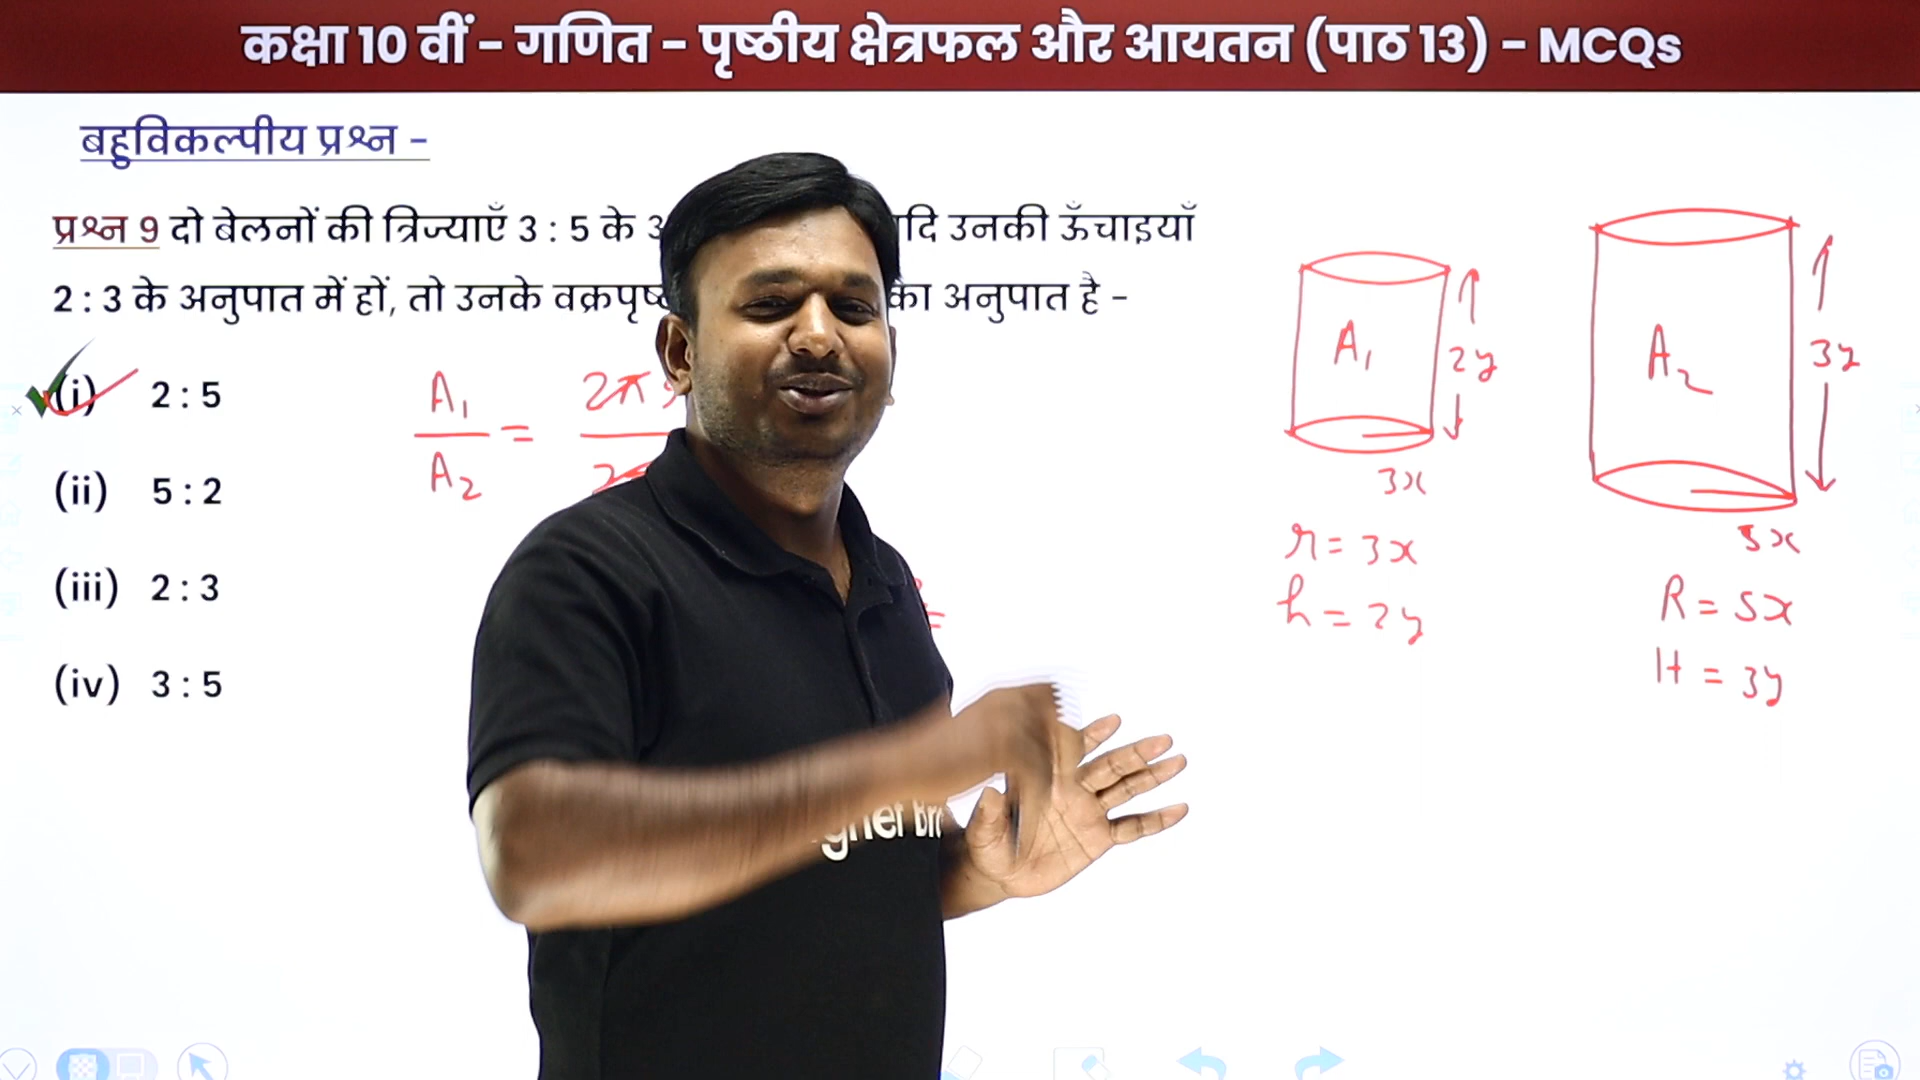 कक्षा 10 वीं - गणित - पृष्ठीय क्षेत्रफल और आयतन (पाठ 13) - MCQs
बहुविकल्पीय प्रश्न -
प्रश्न 9 दो बेलनों की त्रिज्याएँ 3 : 5 के उनकी ऊँचाइयाँ
2 : 3 के अनुपात में हों, तो उनके का अनुपात है -
(i) 2 : 5
(ii) 5 : 2
(iii) 2 : 3
(iv) 3 : 5
A₁
A₂
=
2π
A₁
2y
3x
r = 3x
h = 2y
A₂
3y
5x
R = 5x
H = 3y